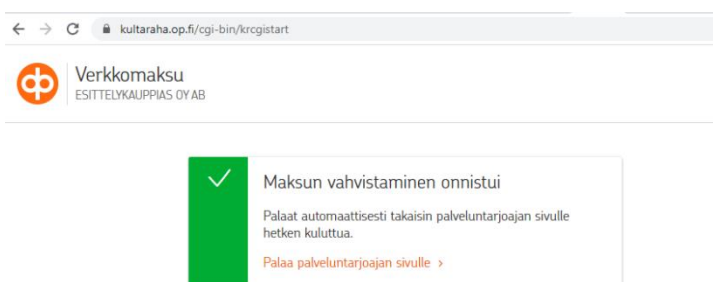 kultaraha.op.fi/cgi-bin/krcgistart
Verkkomaksu
ESITTELYKAUPPIAS OY AB
Maksun vahvistaminen onnistui
Palaat automaattisesti takaisin palveluntarjoajan sivulle
hetken kuluttua.
Palaa palveluntarjoajan sivulle >